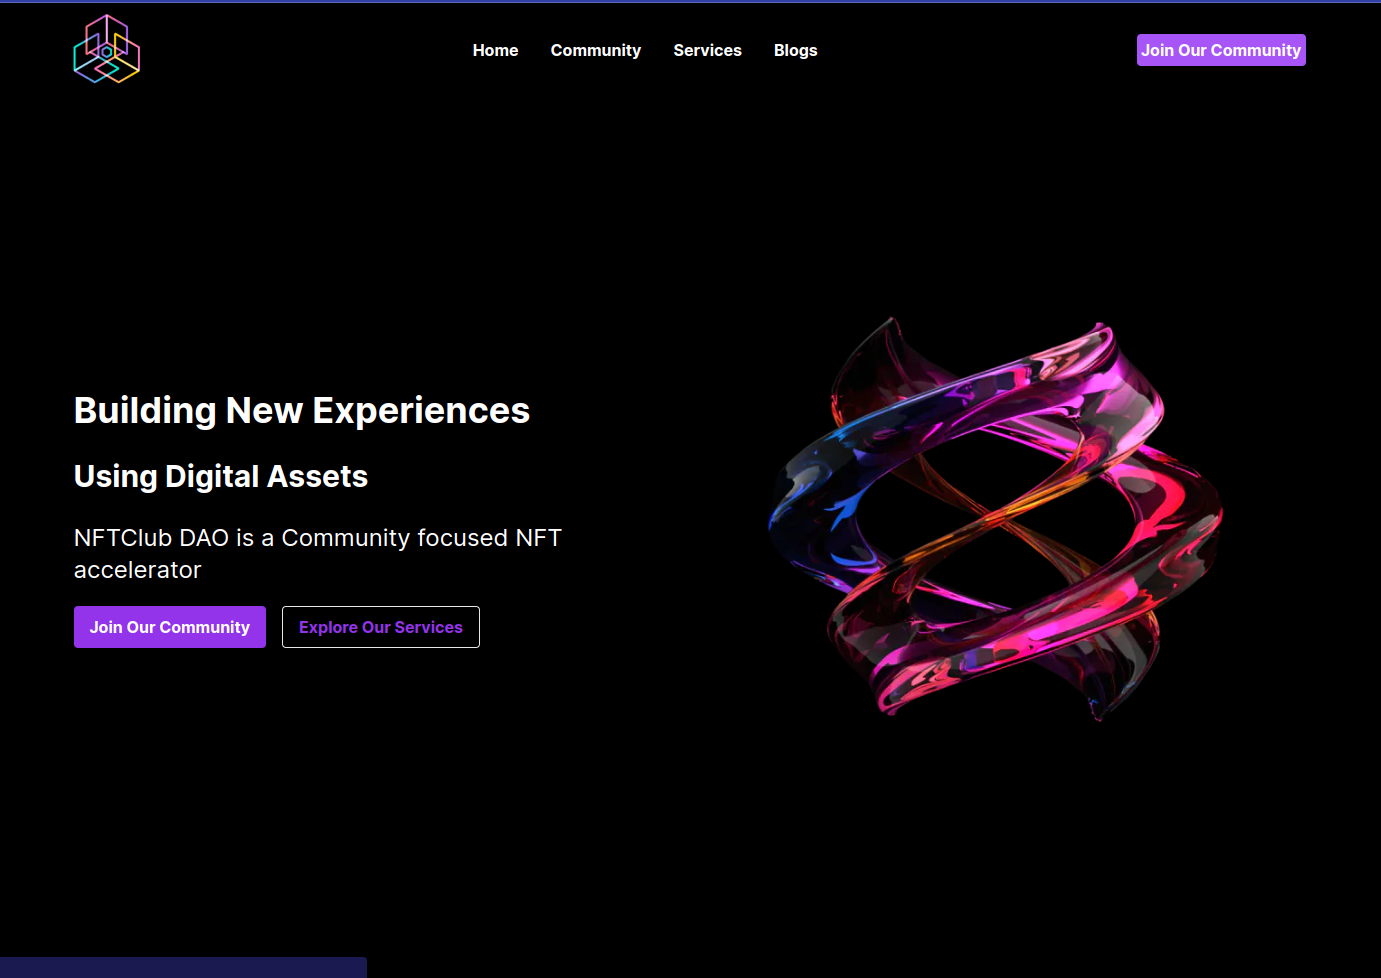 Home Community Services Blogs Join Our Community
Building New Experiences
Using Digital Assets
NFTClub DAO is a Community focused NFT
accelerator
Join Our Community Explore Our Services